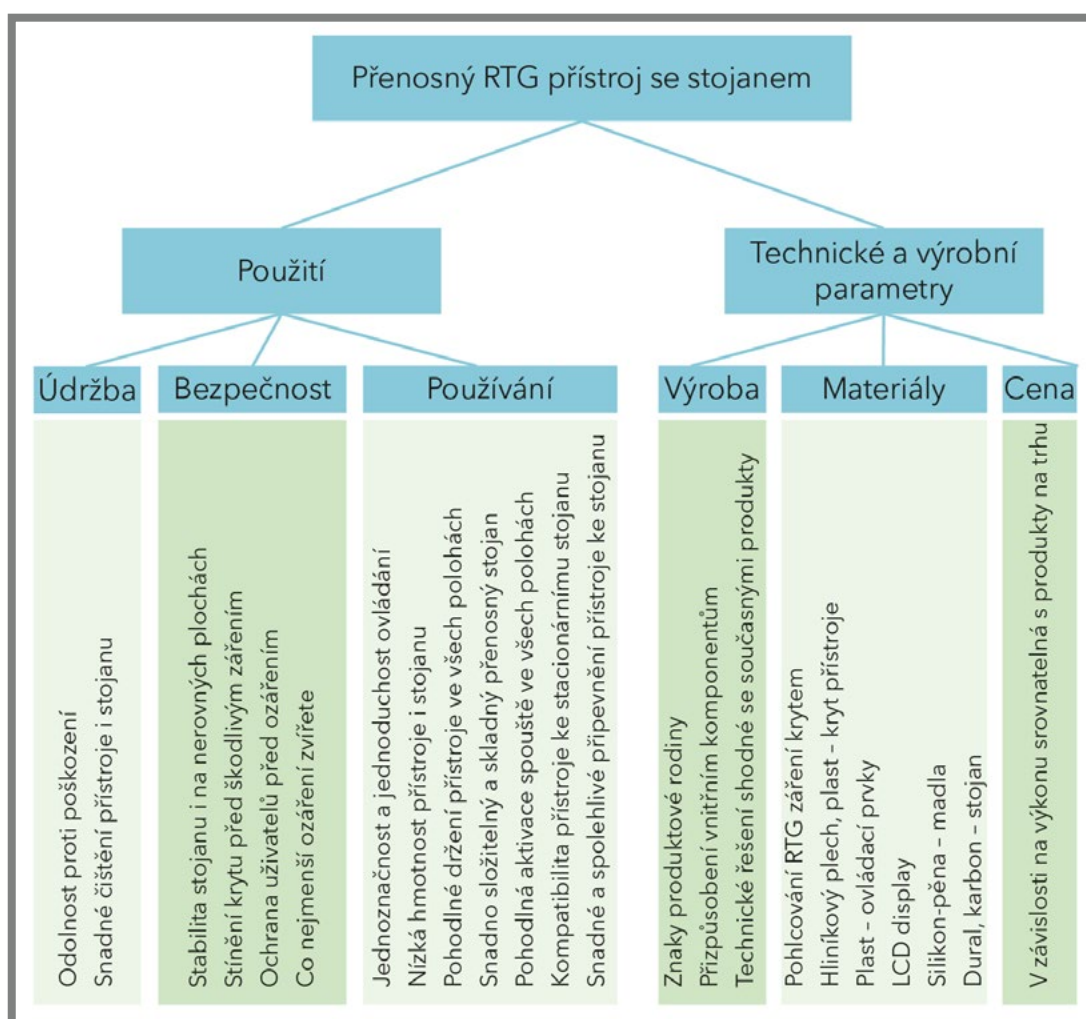 Přenosný RTG přístroj se stojanem
Použití
Technické a výrobní
parametry
Údržba
Bezpečnost
Používání
Výroba
Materiály
Cena
Odolnost proti poškození
Snadné čištění přístroje i stojanu
Stabilita stojanu i na nerovných plochách
Stínění krytu před škodlivým zářením
Ochrana uživatelů před ozářením
Co nejmenší ozáření zvířete
Jednoznačnost a jednoduchost ovládání
Nízká hmotnost přístroje i stojanu
Pohodlné držení přístroje ve všech polohách
Snadno složitelný a skladný přenosný stojan
Pohodlná aktivace spouště ve všech polohách
Kompatibilita přístroje ke stacionárnímu stojanu
Snadné a spolehlivé připevnění přístroje ke stojanu
Znaky produktové rodiny
Přizpůsobení vnitřním komponentům
Technické řešení shodné se současnými produkty
Pohlcování RTG záření krytem
Hliníkový plech, plast – kryt přístroje
Plast – ovládací prvky
LCD display
Silikon-pěna – madla
Dural, karbon – stojan
V závislosti na výkonu srovnatelná s produkty na trhu